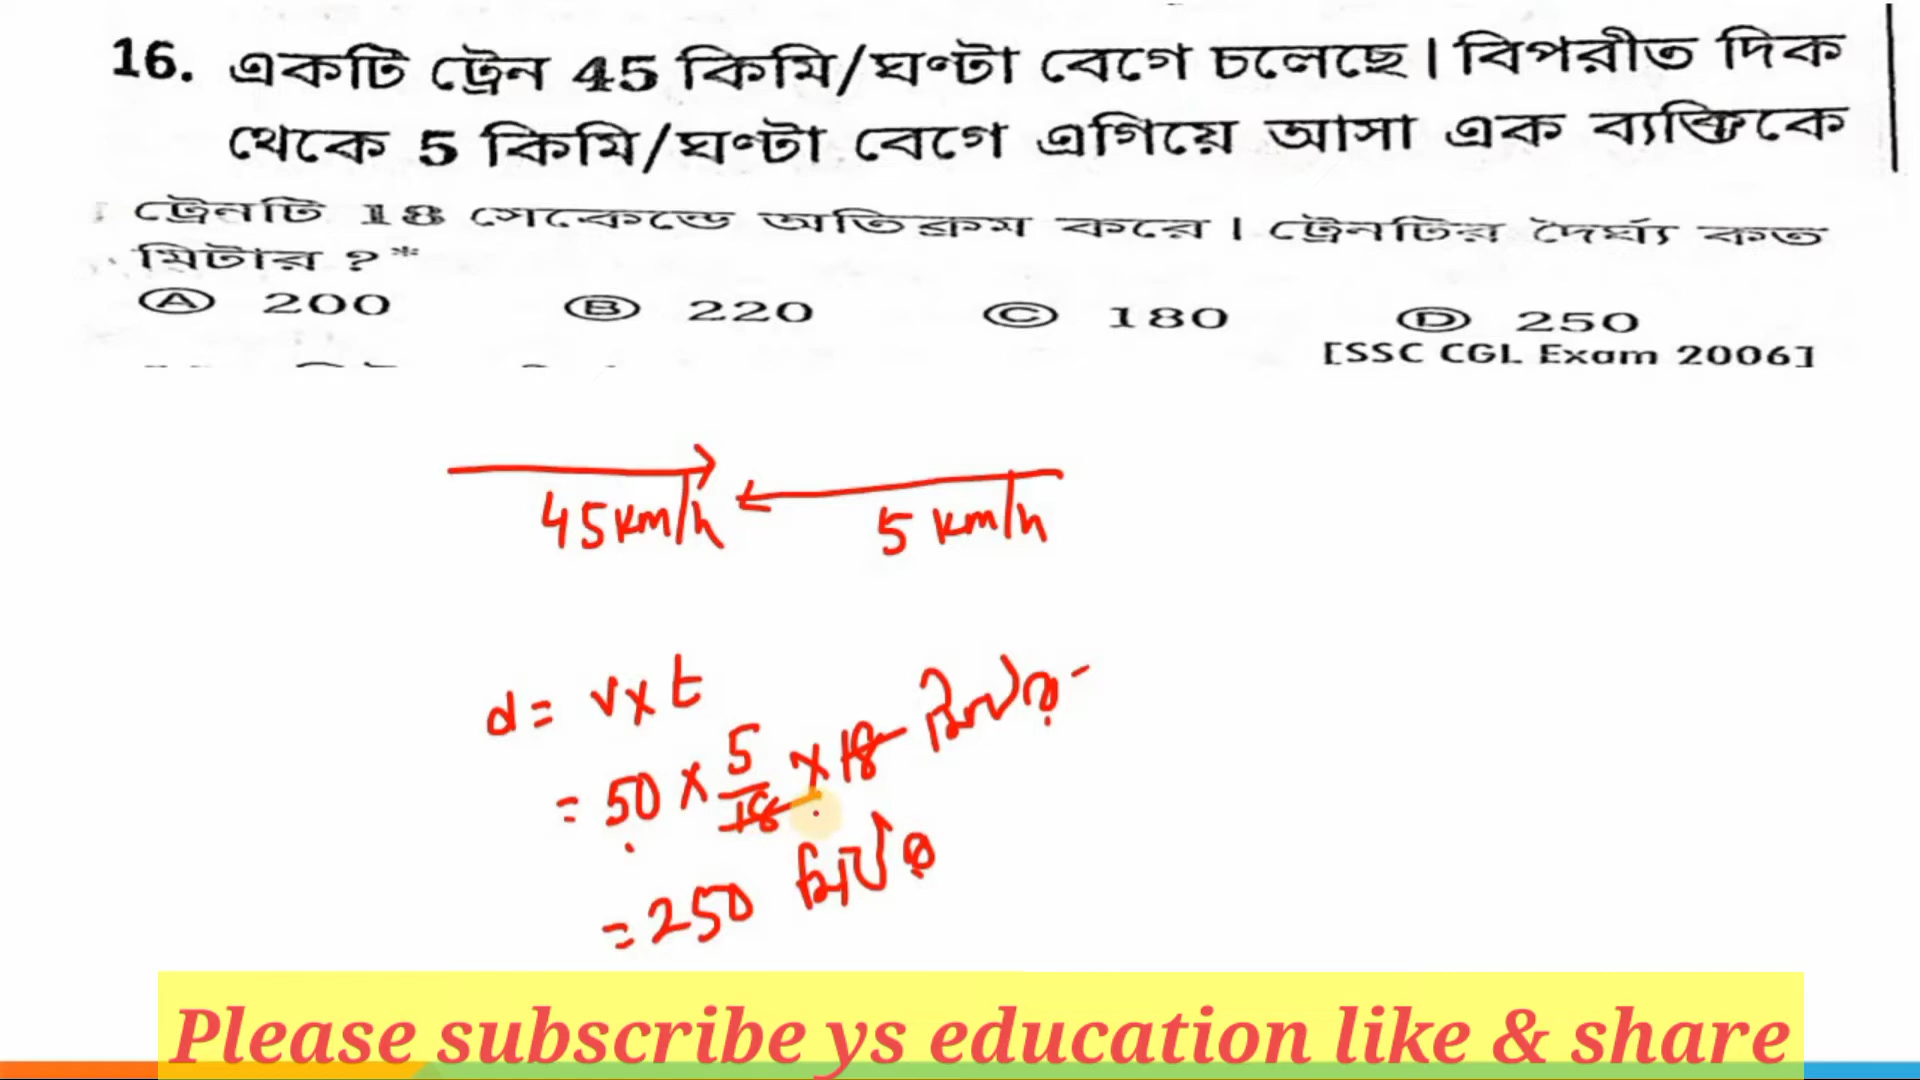 16. একটি ট্রেন 45 কিমি/ঘণ্টা বেগে চলেছে। বিপরীত দিক
থেকে 5 কিমি/ঘণ্টা বেগে এগিয়ে আসা এক ব্যক্তিকে
ট্রেনটি 18 সেকেন্ডে অতিক্রম করে। ট্রেনটির দৈর্ঘ্য কত
মিটার ?*
Ⓐ 200 Ⓑ 220 Ⓒ 180 Ⓓ 250
[SSC CGL Exam 2006]
45 km/h 5 km/h
d = v x t
= 50 x 5/18 x 18 মিটার
= 250 মিটার
Please subscribe ys education like & share